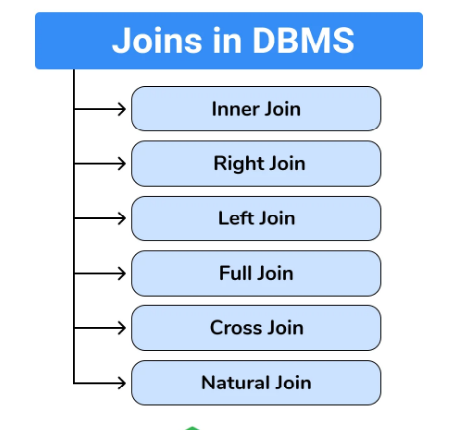 Joins in DBMS
Inner Join
Right Join
Left Join
Full Join
Cross Join
Natural Join